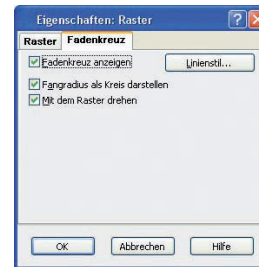 Eigenschaften: Raster
Raster Fadenkreuz
Fadenkreuz anzeigen Linienstil...
Fangradius als Kreis darstellen
Mit dem Raster drehen
OK Abbrechen Hilfe